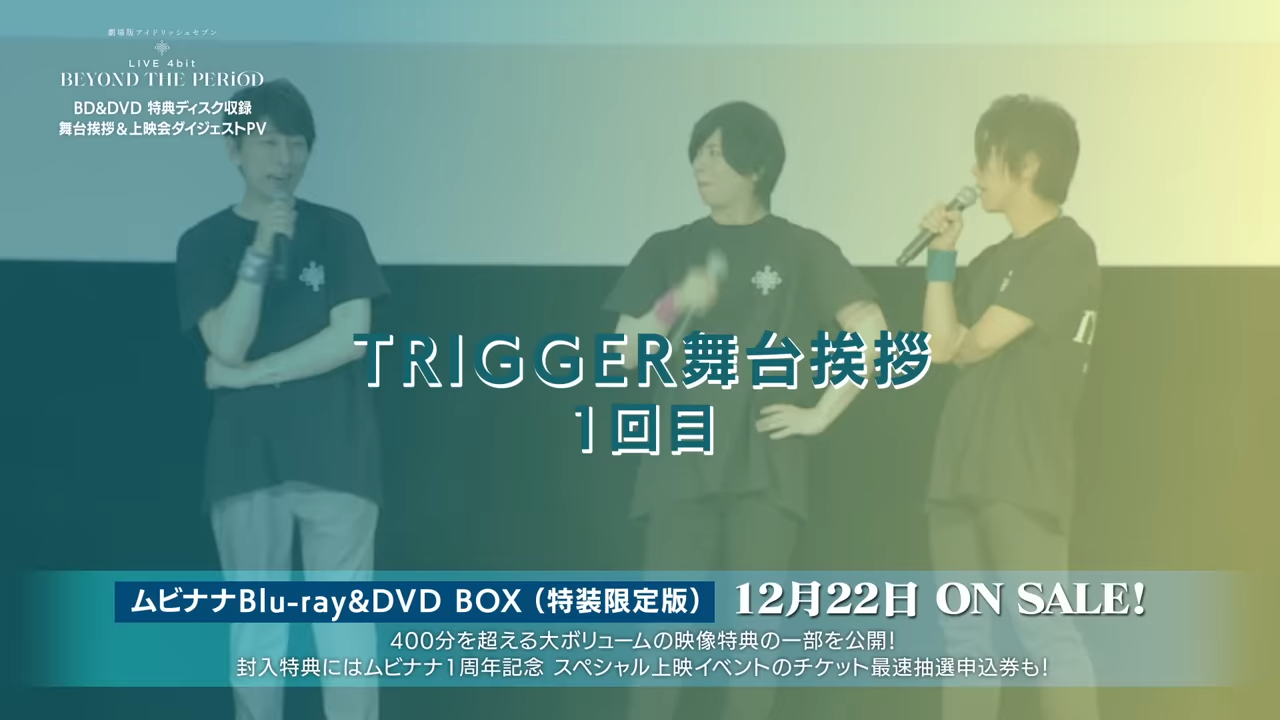 劇場版アイドリッシュセブン
LIVE 4bit
BEYOND THE PERiOD
BD&DVD 特典ディスク収録
舞台挨拶&上映会ダイジェストPV
TRIGGER舞台挨拶
1回目
ムビナナBlu-ray&DVD BOX(特装限定版) 12月22日 ON SALE!
400分を超える大ボリュームの映像特典の一部を公開!
封入特典にはムビナナ1周年記念 スペシャル上映イベントのチケット最速抽選申込券も!